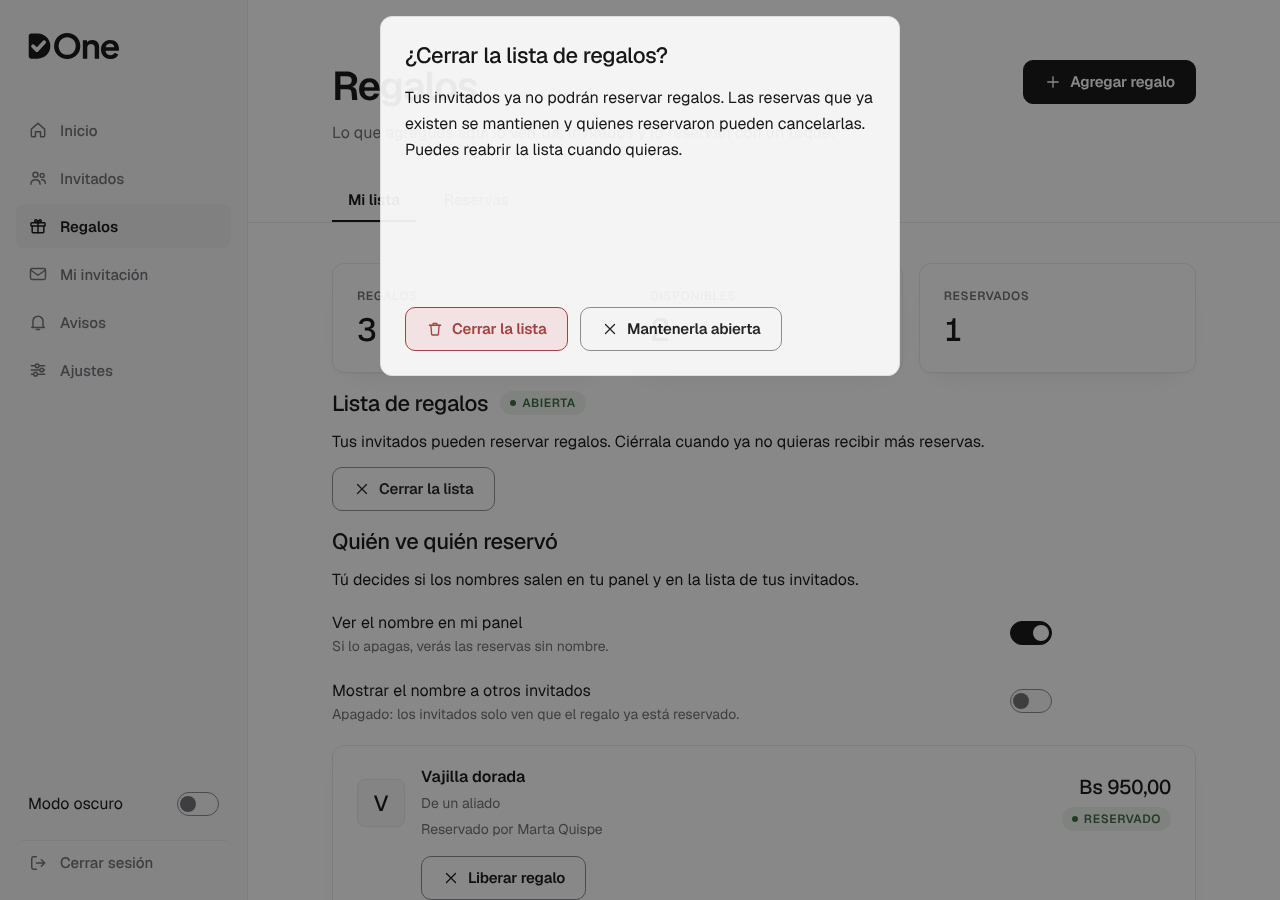 One
Inicio
Invitados
Regalos
Mi invitación
Avisos
Ajustes
Modo oscuro
Cerrar sesión
¿Cerrar la lista de regalos?
Tus invitados ya no podrán reservar regalos. Las reservas que ya
existen se mantienen y quienes reservaron pueden cancelarlas.
Puedes reabrir la lista cuando quieras.
Cerrar la lista
Mantenerla abierta
Regalos
Lo que
Agregar regalo
Mi lista
Reservas
REGALOS
3
DISPONIBLES
2
RESERVADOS
1
Lista de regalos
ABIERTA
Tus invitados pueden reservar regalos. Ciérrala cuando ya no quieras recibir más reservas.
Cerrar la lista
Quién ve quién reservó
Tú decides si los nombres salen en tu panel y en la lista de tus invitados.
Ver el nombre en mi panel
Si lo apagas, verás las reservas sin nombre.
Mostrar el nombre a otros invitados
Apagado: los invitados solo ven que el regalo ya está reservado.
V
Vajilla dorada
De un aliado
Reservado por Marta Quispe
Bs 950,00
RESERVADO
Liberar regalo